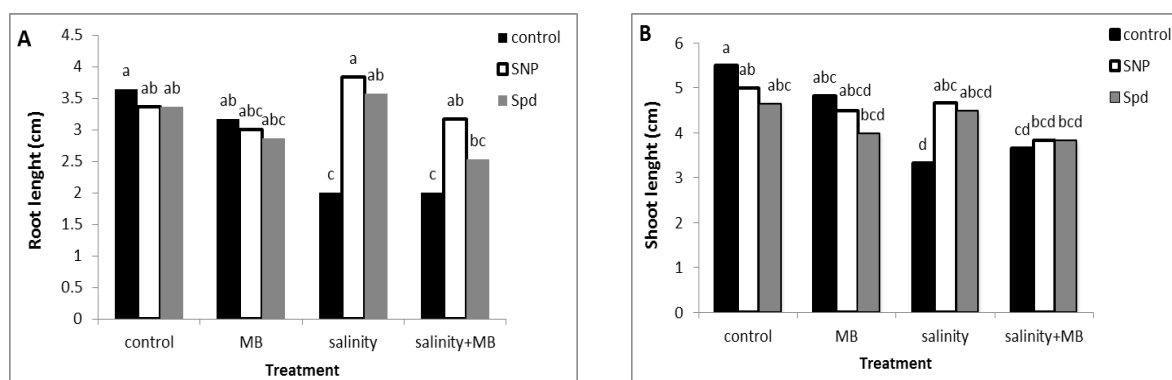 A
Root lenght (cm)
4.5
4
3.5
3
2.5
2
1.5
1
0.5
0
a ab ab
ab abc abc
c a ab
c ab bc
control MB salinity salinity+MB
Treatment
control
SNP
Spd
B
Shoot lenght (cm)
6
5
4
3
2
1
0
a ab abc
abc abcd bcd
d abc abcd
cd bcd bcd
control MB salinity salinity+MB
Treatment
control
SNP
Spd